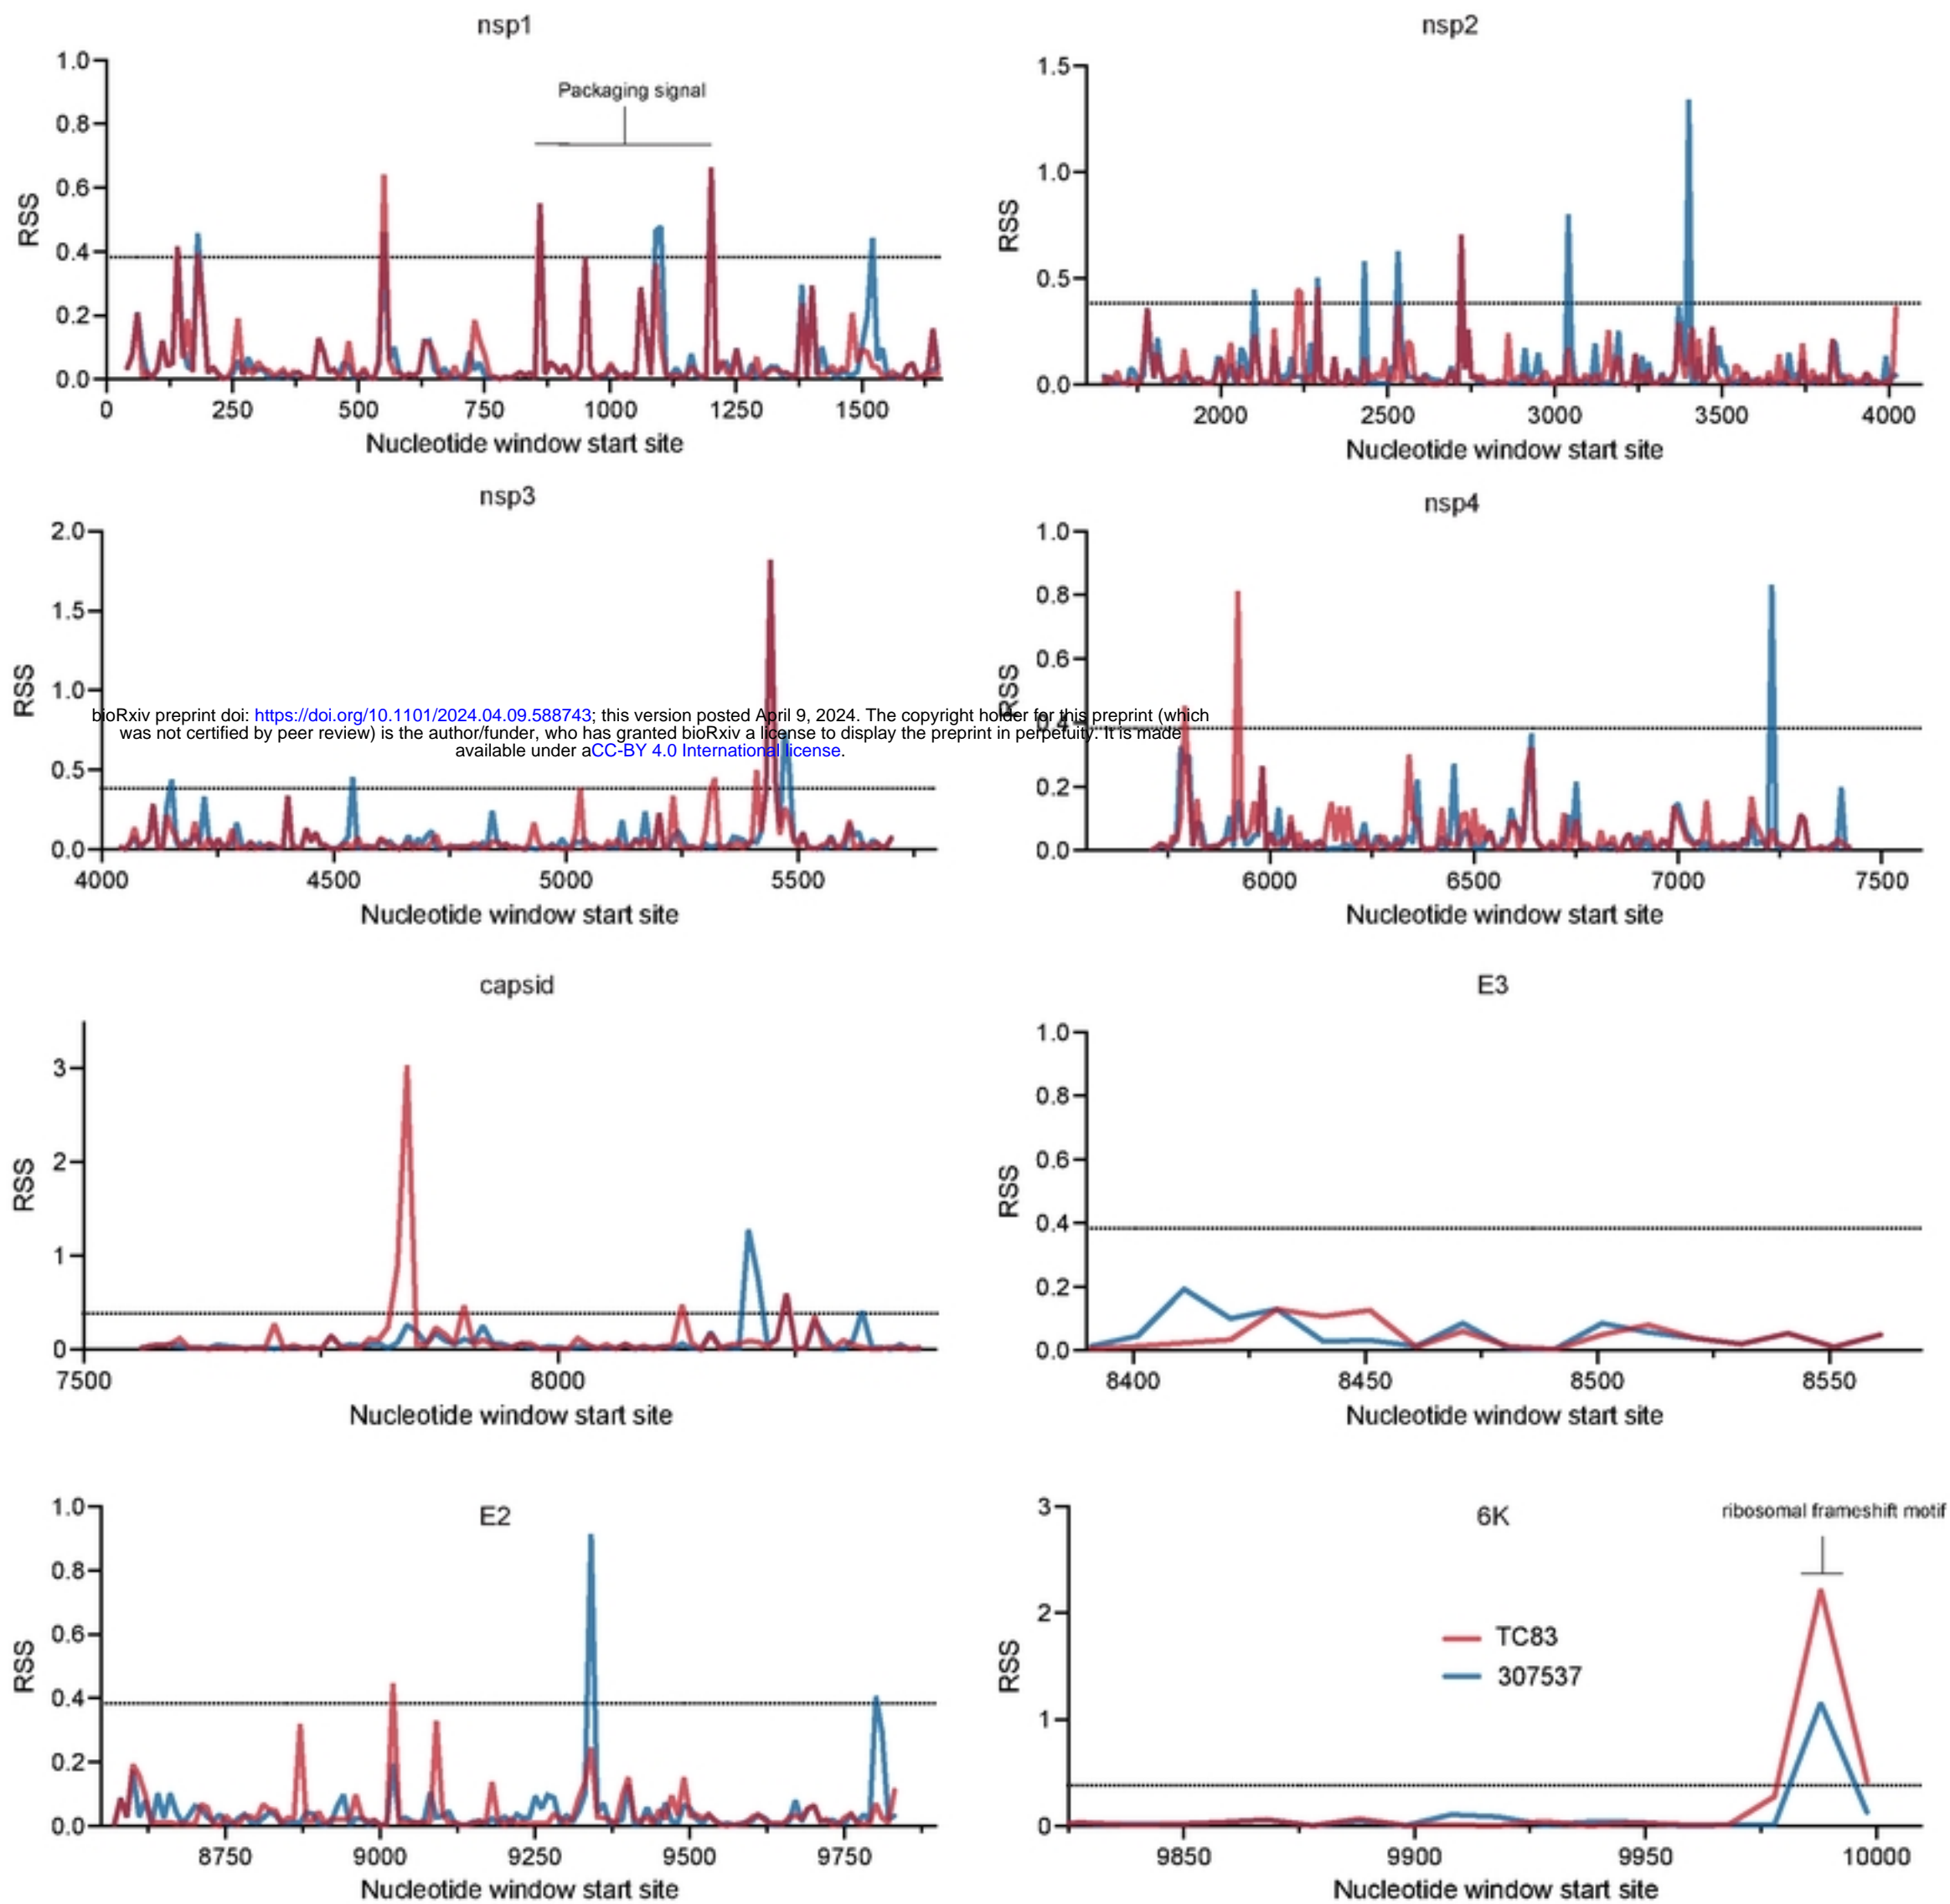 nsp1
1.0
0.8
0.6
0.4
0.2
0.0
RSS
Packaging signal
0 250 500 750 1000 1250 1500
Nucleotide window start site
nsp2
1.5
1.0
0.5
0.0
RSS
2000 2500 3000 3500 4000
Nucleotide window start site
nsp3
2.0
1.5
1.0
0.5
0.0
RSS
4000 4500 5000 5500
Nucleotide window start site
nsp4
1.0
0.8
0.6
0.4
0.2
0.0
RSS
6000 6500 7000 7500
Nucleotide window start site
bioRxiv preprint doi: https://doi.org/10.1101/2024.04.09.588743; this version posted April 9, 2024. The copyright holder for this preprint (which
was not certified by peer review) is the author/funder, who has granted bioRxiv a license to display the preprint in perpetuity. It is made
available under aCC-BY 4.0 International license.
capsid
3
2
1
0
RSS
7500 8000
Nucleotide window start site
E3
1.0
0.8
0.6
0.4
0.2
0.0
RSS
8400 8450 8500 8550
Nucleotide window start site
E2
1.0
0.8
0.6
0.4
0.2
0.0
RSS
8750 9000 9250 9500 9750
Nucleotide window start site
6K
ribosomal frameshift motif
3
2
1
0
RSS
TC83
307537
9850 9900 9950 10000
Nucleotide window start site